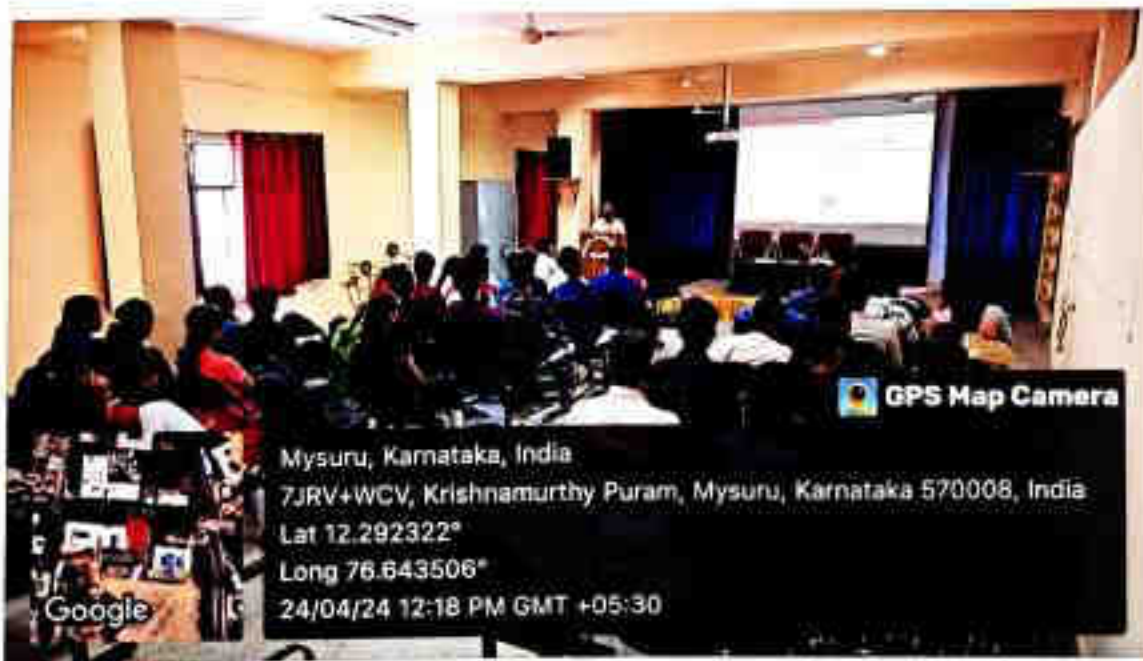 GPS Map Camera
Mysuru, Karnataka, India
7JRV+WCV, Krishnamurthy Puram, Mysuru, Karnataka 570008, India
Lat 12.292322°
Long 76.643506°
24/04/24 12:18 PM GMT +05:30
Google